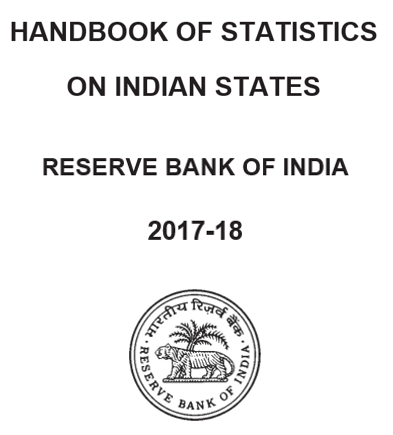 HANDBOOK OF STATISTICS
ON INDIAN STATES
RESERVE BANK OF INDIA
2017-18
भारतीय रिज़र्व बैंक
RESERVE BANK OF INDIA